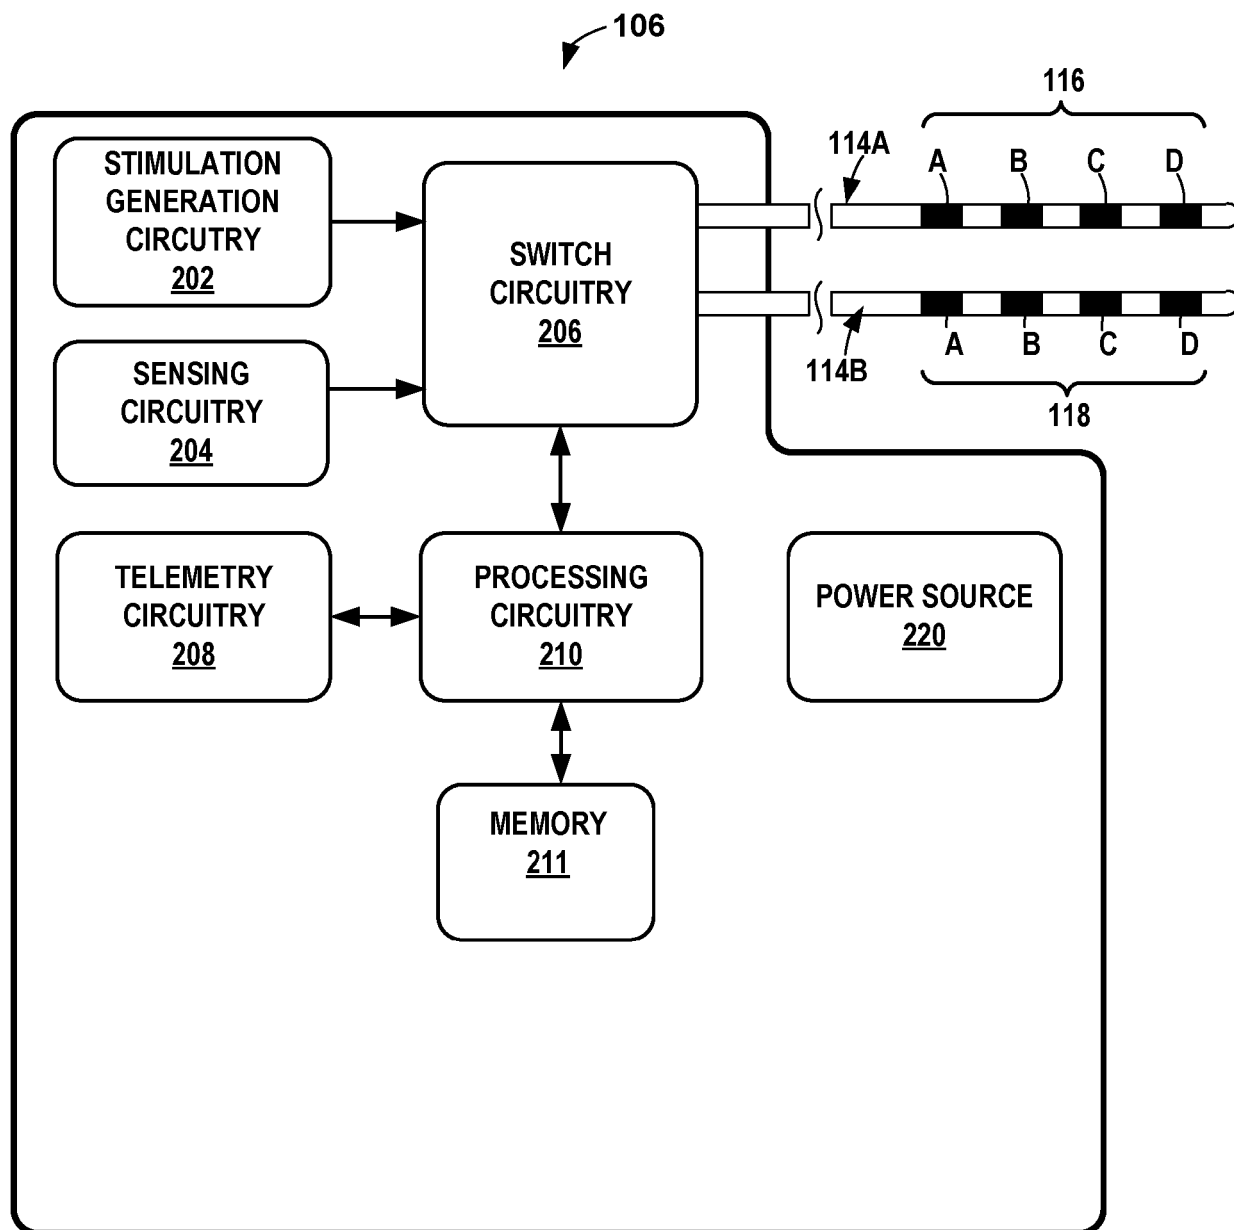 106
116
114A
A B C D
STIMULATION
GENERATION
CIRCUTRY
202
SWITCH
CIRCUITRY
206
A B C D
114B
118
SENSING
CIRCUITRY
204
TELEMETRY
CIRCUITRY
208
PROCESSING
CIRCUITRY
210
POWER SOURCE
220
MEMORY
211